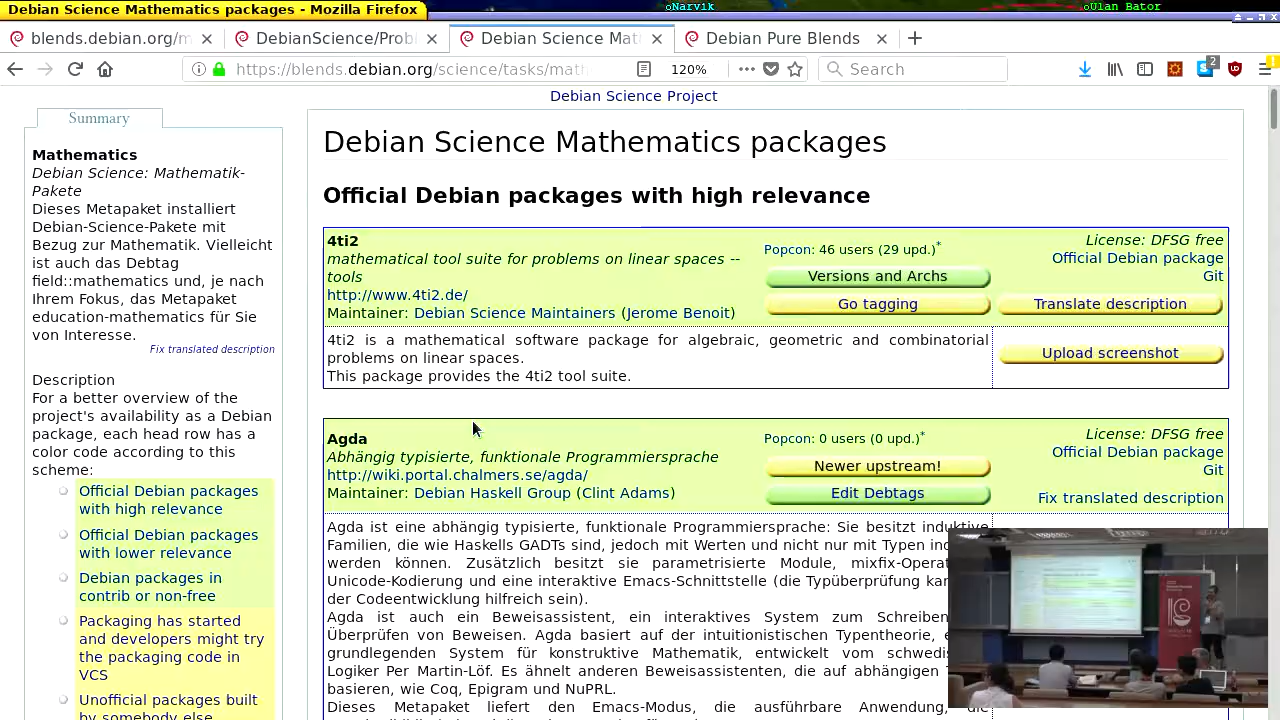 oNarvik
oUlan Bator
Debian Science Mathematics packages - Mozilla Firefox
blends.debian.org/m
DebianScience/Probl
Debian Science Mat
Debian Pure Blends
https://blends.debian.org/science/tasks/math
120%
Search
2
Debian Science Project
Summary
Mathematics
Debian Science: Mathematik-
Pakete
Dieses Metapaket installiert
Debian-Science-Pakete mit
Bezug zur Mathematik. Vielleicht
ist auch das Debtag
field::mathematics und, je nach
Ihrem Fokus, das Metapaket
education-mathematics für Sie
von Interesse.
Fix translated description
Description
For a better overview of the
project's availability as a Debian
package, each head row has a
color code according to this
scheme:
Official Debian packages
with high relevance
Official Debian packages
with lower relevance
Debian packages in
contrib or non-free
Packaging has started
and developers might try
the packaging code in
VCS
Unofficial packages built
by somebody else
Debian Science Mathematics packages
Official Debian packages with high relevance
4ti2
mathematical tool suite for problems on linear spaces --
tools
http://www.4ti2.de/
Maintainer: Debian Science Maintainers (Jerome Benoit)
Popcon: 46 users (29 upd.)*
Versions and Archs
Go tagging
License: DFSG free
Official Debian package
Git
Translate description
4ti2 is a mathematical software package for algebraic, geometric and combinatorial
problems on linear spaces.
This package provides the 4ti2 tool suite.
Upload screenshot
Agda
Abhängig typisierte, funktionale Programmiersprache
http://wiki.portal.chalmers.se/agda/
Maintainer: Debian Haskell Group (Clint Adams)
Popcon: 0 users (0 upd.)*
Newer upstream!
Edit Debtags
License: DFSG free
Official Debian package
Git
Fix translated description
Agda ist eine abhängig typisierte, funktionale Programmiersprache: Sie besitzt induktive
Familien, die wie Haskells GADTs sind, jedoch mit Werten und nicht nur mit Typen ind
werden können. Zusätzlich besitzt sie parametrisierte Module, mixfix-Operat
Unicode-Kodierung und eine interaktive Emacs-Schnittstelle (die Typüberprüfung kan
der Codeentwicklung hilfreich sein).
Agda ist auch ein Beweisassistent, ein interaktives System zum Schreiben
Überprüfen von Beweisen. Agda basiert auf der intuitionistischen Typentheorie, e
grundlegenden System für konstruktive Mathematik, entwickelt vom schwedis
Logiker Per Martin-Löf. Es ähnelt anderen Beweisassistenten, die auf abhängigen T
basieren, wie Coq, Epigram und NuPRL.
Dieses Metapaket liefert den Emacs-Modus, die ausführbare Anwendung, die